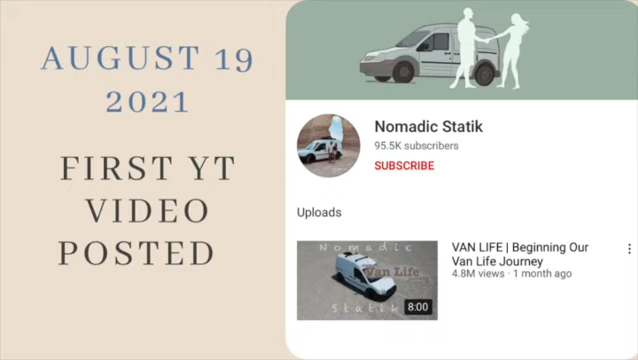 AUGUST 19
2021
FIRST YT
VIDEO
POSTED
Nomadic Statik
95.5K subscribers
SUBSCRIBE
Uploads
Nomadic
Van Life
Statik
8:00
VAN LIFE | Beginning Our
Van Life Journey
4.8M views · 1 month ago